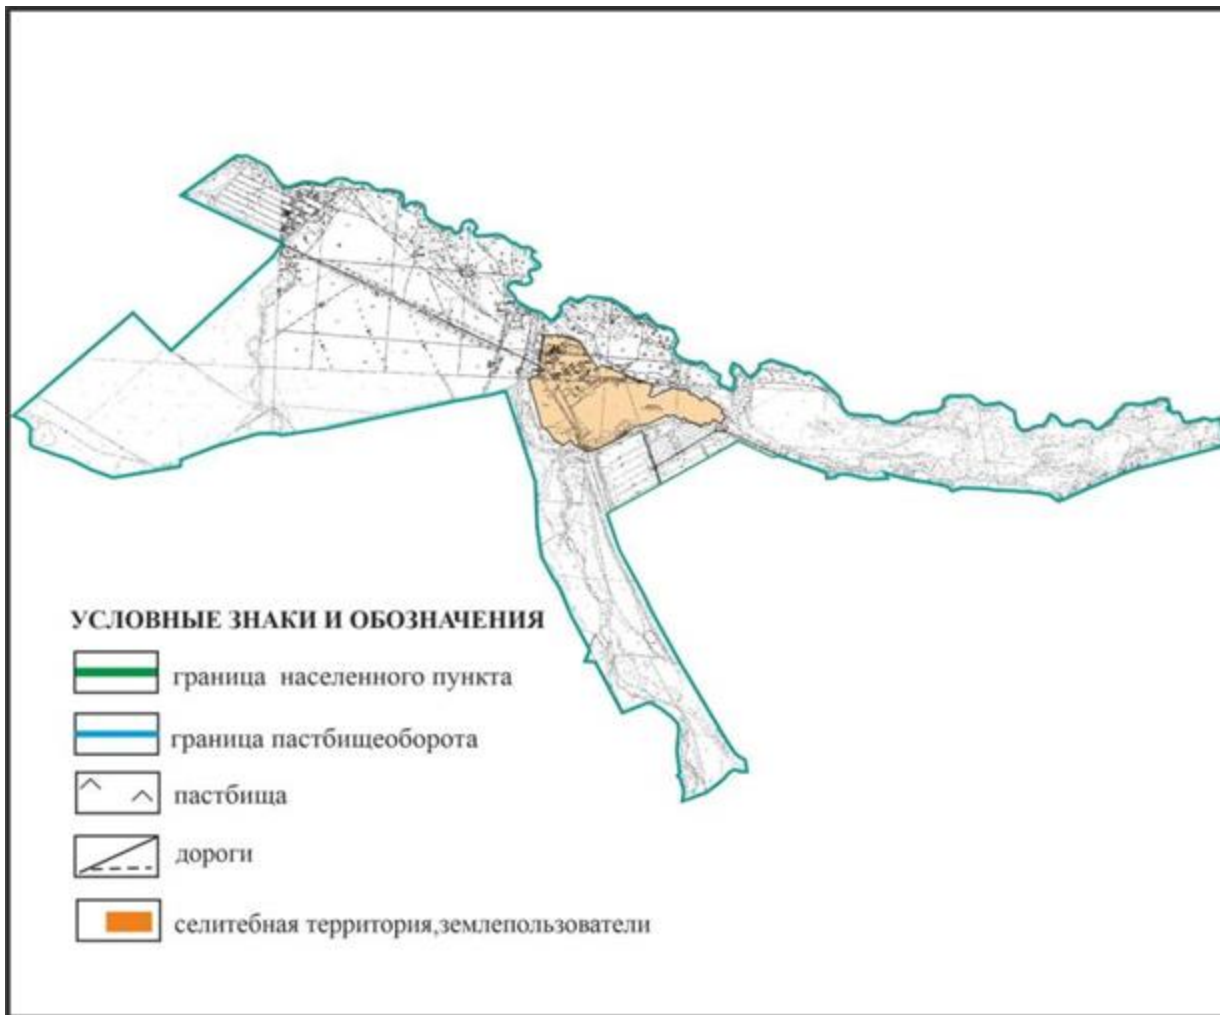 УСЛОВНЫЕ ЗНАКИ И ОБОЗНАЧЕНИЯ
граница населенного пункта
граница пастбищеоборота
пастбища
дороги
селитебная территория,землепользователи